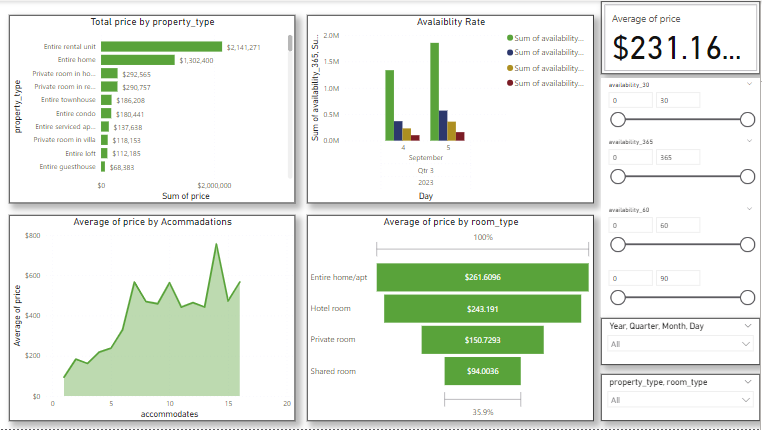 Total price by property_type
property_type
Entire rental unit
$2,141,271
Entire home
$1,302,400
Private room in ho...
$292,565
Private room in re...
$290,757
Entire townhouse
$186,208
Entire condo
$180,441
Entire serviced ap...
$137,638
Private room in villa
$118,153
Entire loft
$112,185
Entire guesthouse
$68,383
$0
$2,000,000
Sum of price
Avalaiblity Rate
Sum of availability_365, Su...
2.0M
1.5M
1.0M
0.5M
0.0M
4
5
September
Qtr 3
2023
Day
Sum of availability...
Sum of availability...
Sum of availability...
Sum of availability...
Average of price
$231.16...
availability_30
0
30
availability_365
0
365
availability_60
0
60
0
90
Year, Quarter, Month, Day
All
property_type, room_type
All
Average of price by Acommadations
Average of price
$800
$600
$400
$200
$0
0
5
10
15
20
accommodates
Average of price by room_type
100%
Entire home/apt
$261.6096
Hotel room
$243.191
Private room
$150.7293
Shared room
$94.0036
35.9%